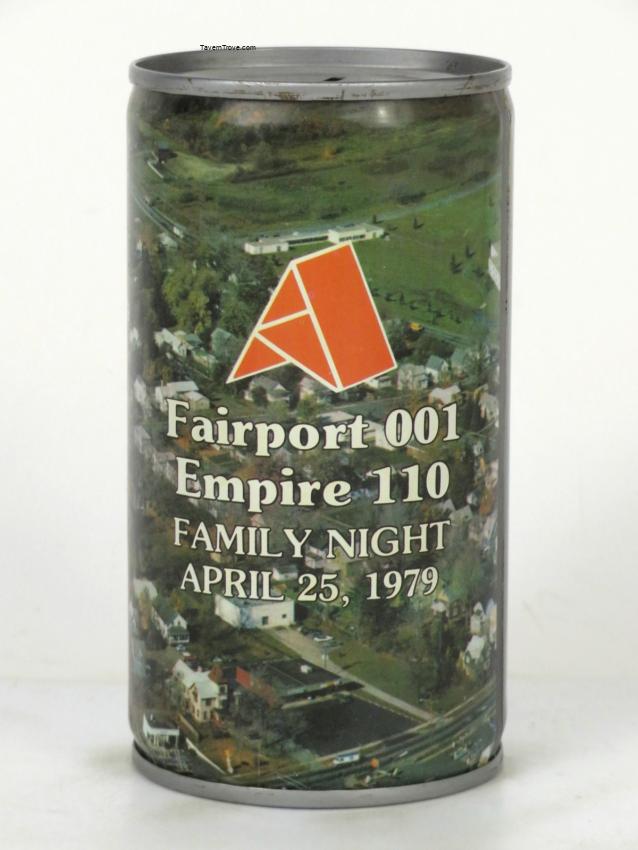 TavernTrove.com
Fairport 001
Empire 110
FAMILY NIGHT
APRIL 25, 1979